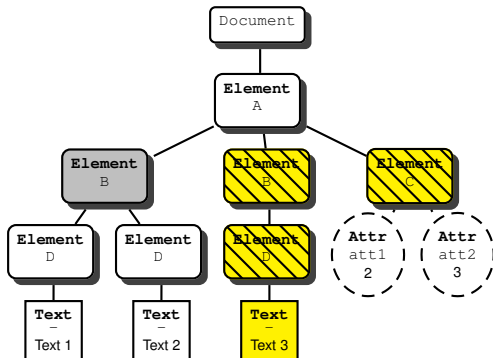 Document
Element
A
Element
B
Element
B
Element
C
Element
D
Element
D
Element
D
Attr
att1
2
Attr
att2
3
Text
–
Text 1
Text
–
Text 2
Text
–
Text 3